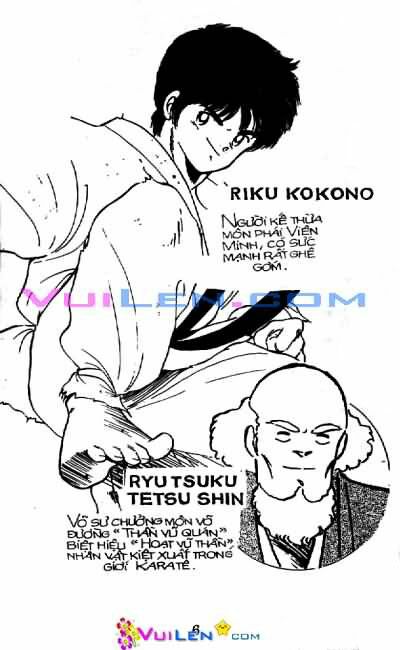 RIKU KOKONO
NGƯỜI KẾ THỪA
MÔN PHÁI VIÊN
MINH, CÓ SỨC
MẠNH RẤT GHÊ
GỚM.
VUILEN.COM
RYUTSUKU
TETSU SHIN
VÕ SƯ CHƯỞNG MÔN VÕ
ĐƯỜNG "THẦN VŨ QUÁN"
BIỆT HIỆU "HOẠT VŨ THẦN",
NHÂN VẬT KIỆT XUẤT TRONG
GIỚI KARATÊ.
6
VUILEN.COM